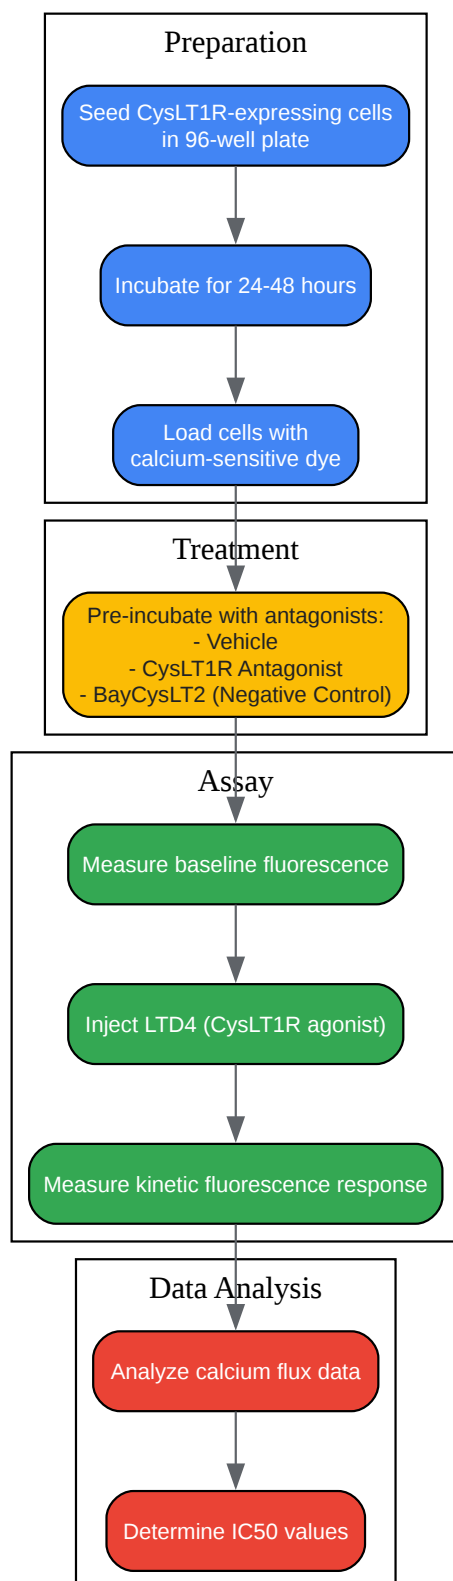 Preparation
Seed CysLT1R-expressing cells
in 96-well plate
Incubate for 24-48 hours
Load cells with
calcium-sensitive dye
Treatment
Pre-incubate with antagonists:
- Vehicle
- CysLT1R Antagonist
- BayCysLT2 (Negative Control)
Assay
Measure baseline fluorescence
Inject LTD4 (CysLT1R agonist)
Measure kinetic fluorescence response
Data Analysis
Analyze calcium flux data
Determine IC50 values